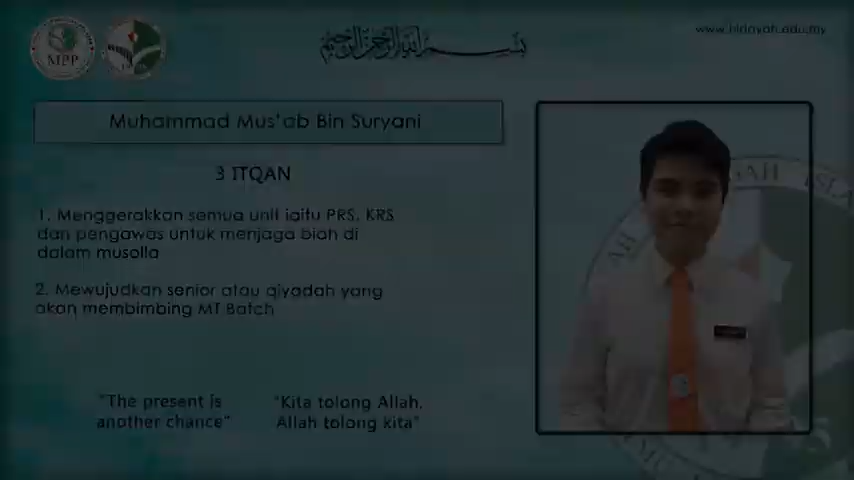 MPP
بسم الله الرحمن الرحيم
www.hidayah.edu.my
Muhammad Mus'ab Bin Suryani
3 ITQAN
1. Menggerakkan semua unit iaitu PRS, KRS
dan pengawas untuk menjaga biah di
dalam musolla
2. Mewujudkan senior atau qiyadah yang
akan membimbing MT Batch
"The present is
another chance"
"Kita tolong Allah,
Allah tolong kita"